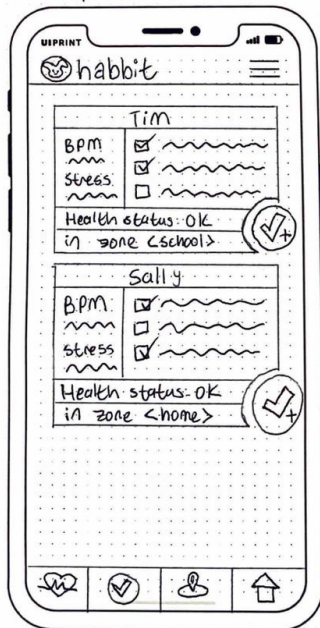 UIPRINT
habbit
Tim
BPM
Stress
Health status: OK
in zone <school>
Sally
BPM
stress
Health status: OK
in zone <home>